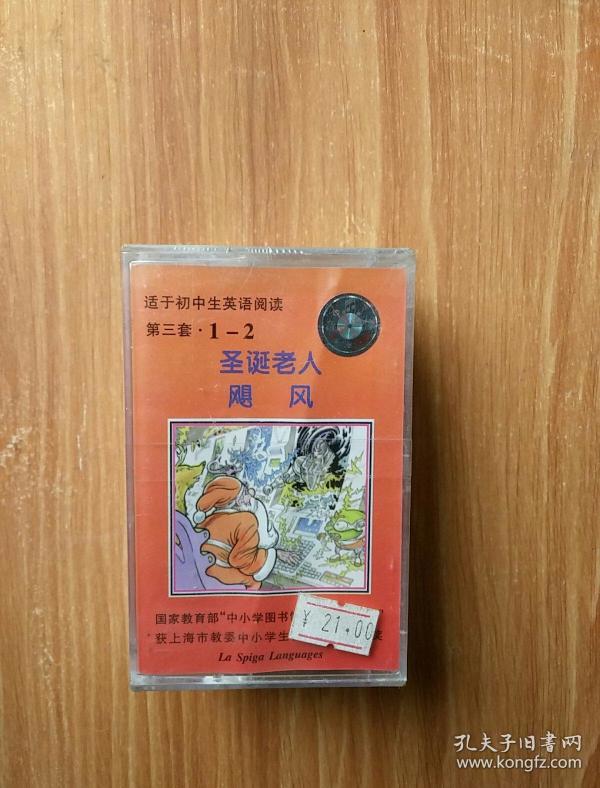 适于初中生英语阅读
第三套·1-2
圣诞老人
飓 风
国家教育部“中小学图书
¥ 21.00
获上海市教委中小学生
奖
La Spiga Languages
孔夫子旧书网
www.kongfz.com